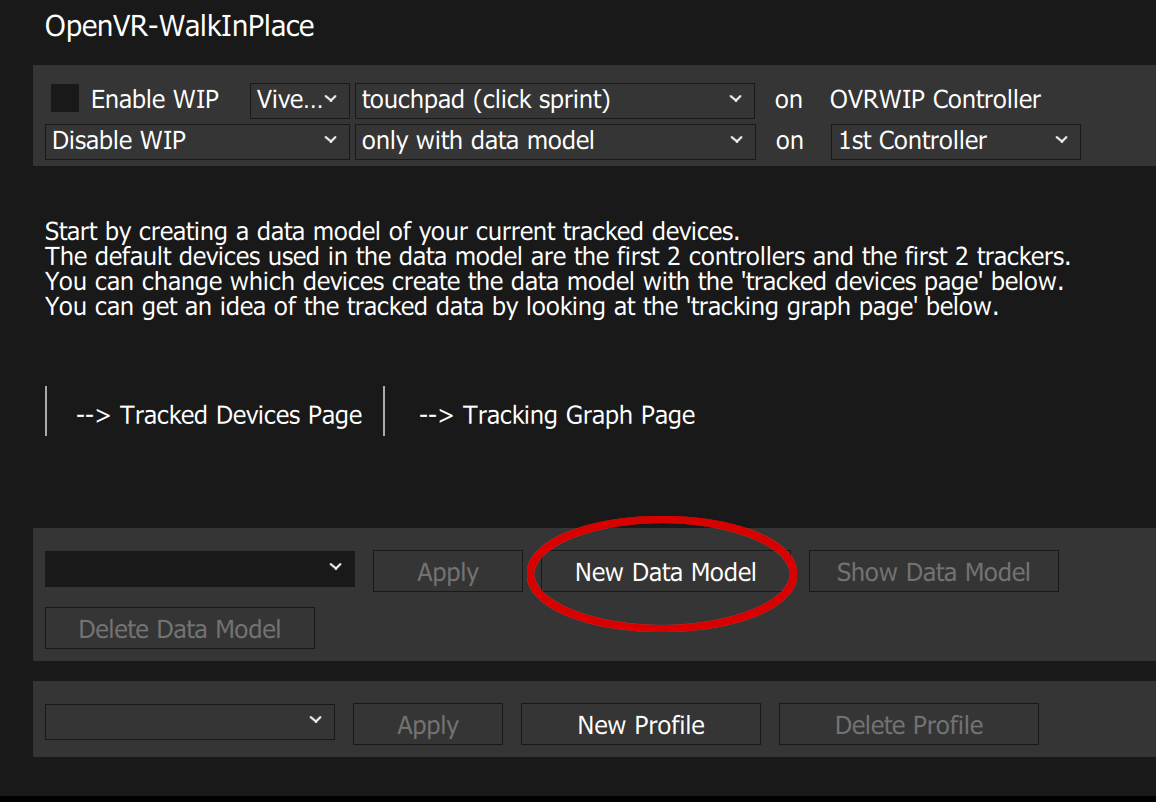 OpenVR-WalkInPlace
Enable WIP Vive... touchpad (click sprint) on OVRWIP Controller
Disable WIP only with data model on 1st Controller
Start by creating a data model of your current tracked devices.
The default devices used in the data model are the first 2 controllers and the first 2 trackers.
You can change which devices create the data model with the 'tracked devices page' below.
You can get an idea of the tracked data by looking at the 'tracking graph page' below.
--> Tracked Devices Page --> Tracking Graph Page
Apply New Data Model Show Data Model
Delete Data Model
Apply New Profile Delete Profile